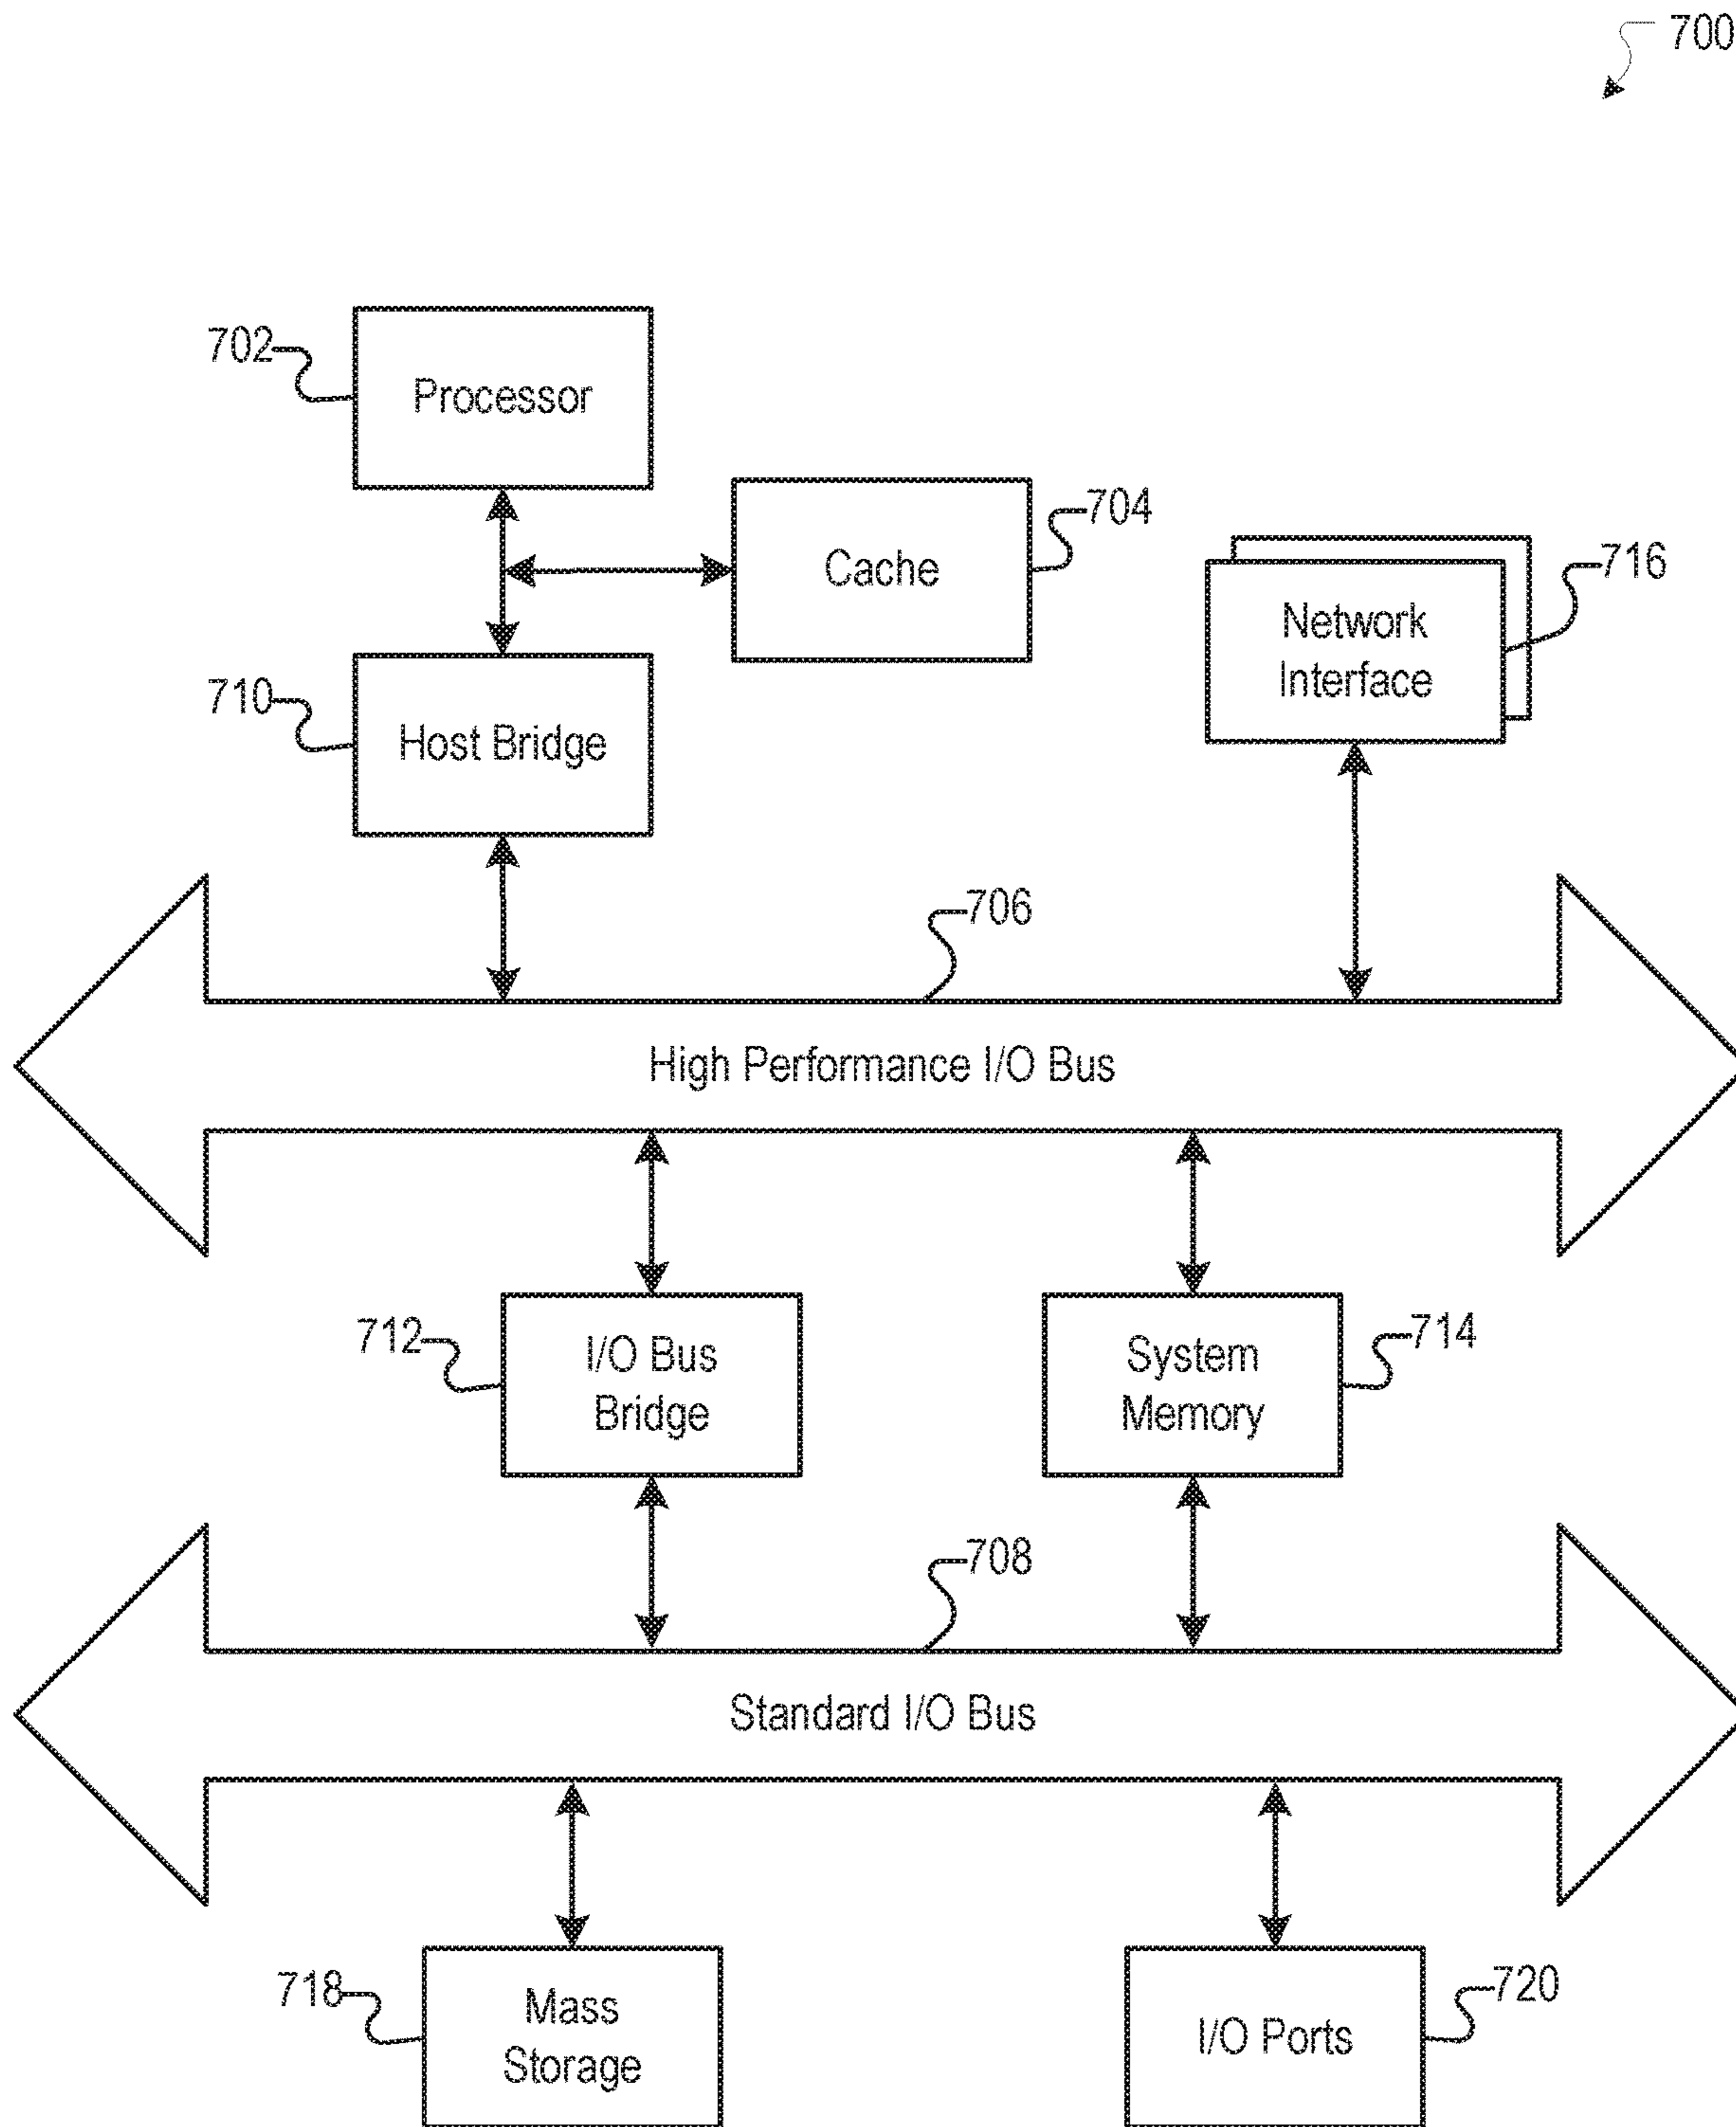 700
702
Processor
704
Cache
716
Network
Interface
710
Host Bridge
706
High Performance I/O Bus
712
I/O Bus
Bridge
System
Memory
714
708
Standard I/O Bus
718
Mass
Storage
I/O Ports
720